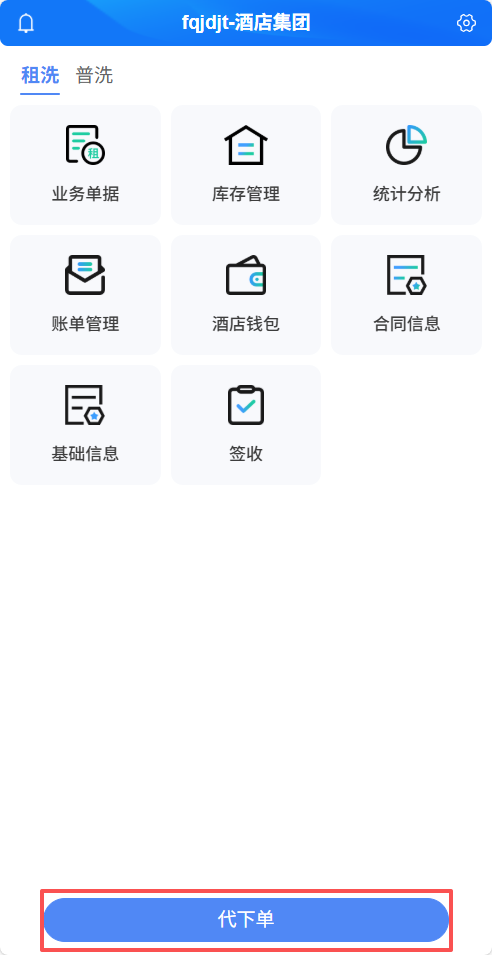 fqjdjt-酒店集团
租洗 普洗
租
业务单据 库存管理 统计分析
账单管理 酒店钱包 合同信息
基础信息 签收
代下单